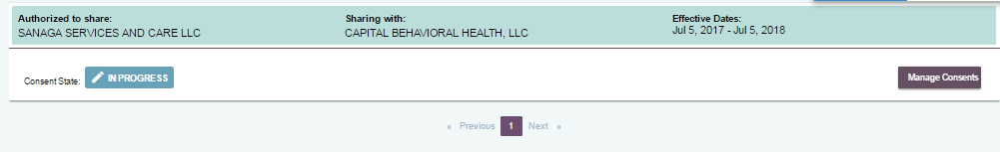 Authorized to share: Sharing with: Effective Dates:
SANAGA SERVICES AND CARE LLC CAPITAL BEHAVIORAL HEALTH, LLC Jul 5, 2017 - Jul 5, 2018
Consent State: IN PROGRESS Manage Consents
« Previous 1 Next »